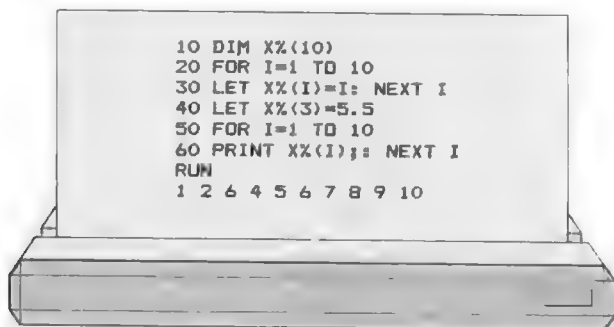 10 DIM X%(10)
20 FOR I=1 TO 10
30 LET X%(I)=I: NEXT I
40 LET X%(3)=5.5
50 FOR I=1 TO 10
60 PRINT X%(I);: NEXT I
RUN
1 2 6 4 5 6 7 8 9 10